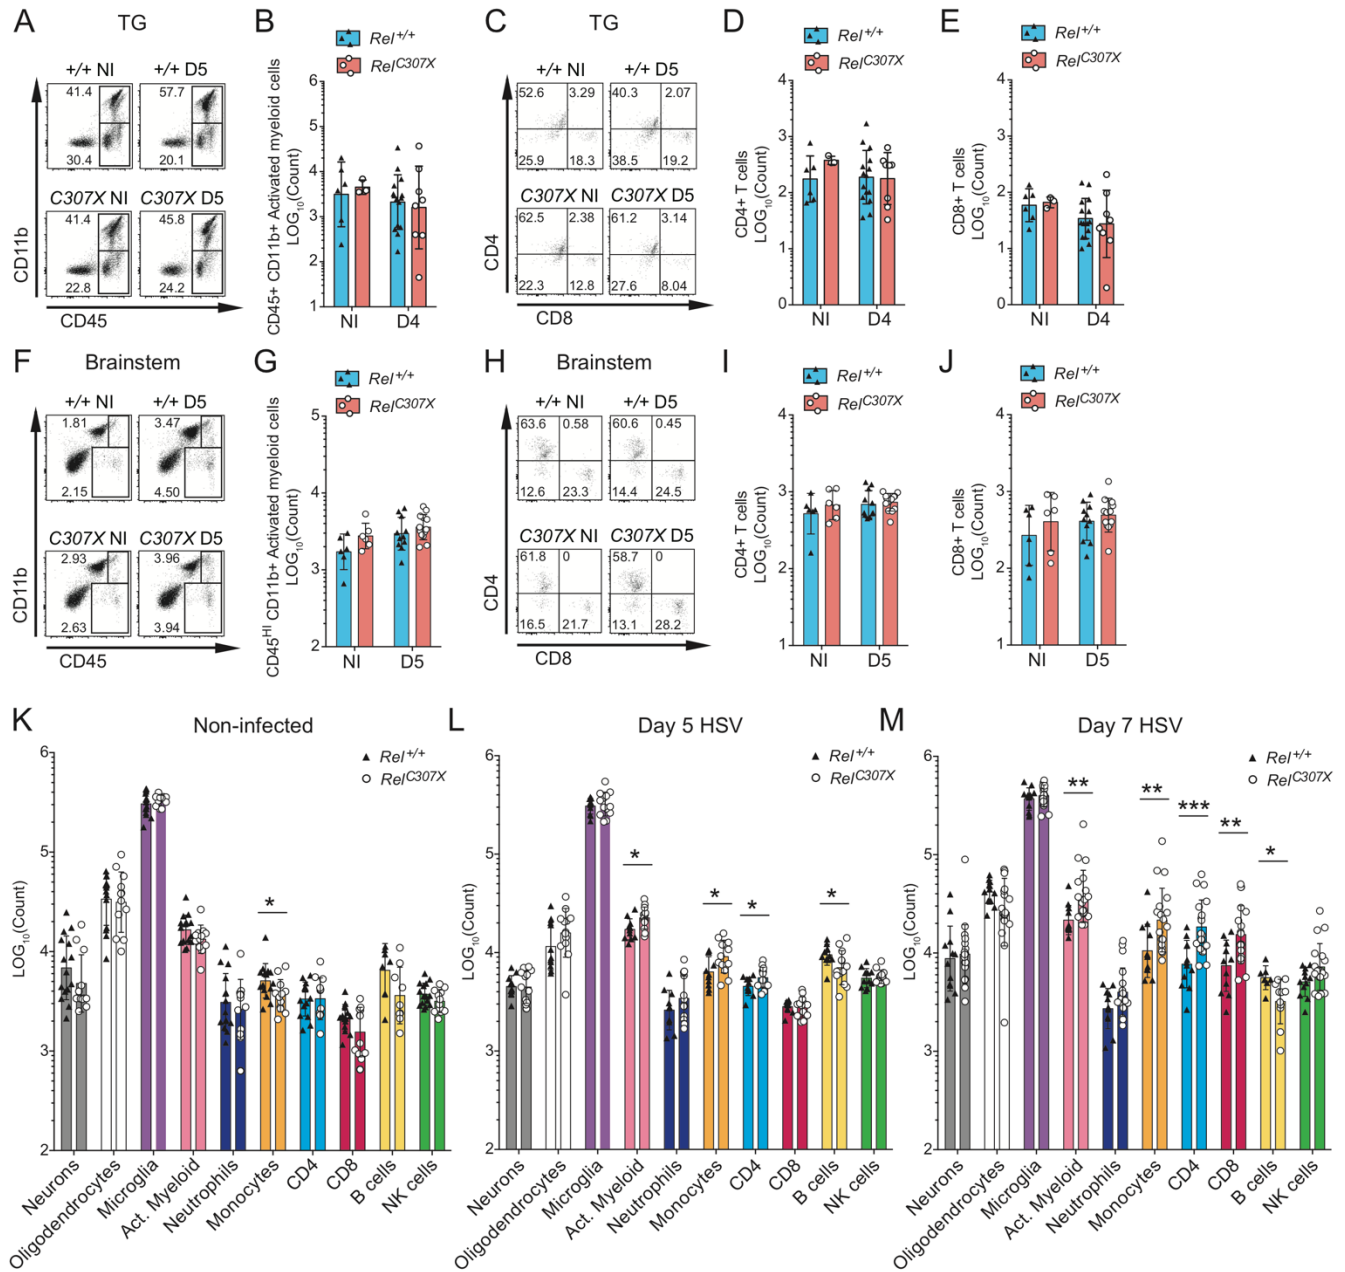 A
TG
+/+ NI
+/+ D5
41.4
57.7
30.4
20.1
C307X NI
C307X D5
41.4
45.8
22.8
24.2
CD11b
CD45
B
Rel+/+
RelC307X
CD45+ CD11b+ Activated myeloid cells
LOG10(Count)
6
5
4
3
2
1
NI
D4
C
TG
+/+ NI
+/+ D5
52.6
3.29
40.3
2.07
25.9
18.3
38.5
19.2
C307X NI
C307X D5
62.5
2.38
61.2
3.14
22.3
12.8
27.6
8.04
CD4
CD8
D
Rel+/+
RelC307X
CD4+ T cells
LOG10(Count)
4
3
2
1
0
NI
D4
E
Rel+/+
RelC307X
CD8+ T cells
LOG10(Count)
4
3
2
1
0
NI
D4
F
Brainstem
+/+ NI
+/+ D5
1.81
3.47
2.15
4.50
C307X NI
C307X D5
2.93
3.96
2.63
3.94
CD11b
CD45
G
Rel+/+
RelC307X
CD45HI CD11b+ Activated myeloid cells
LOG10(Count)
5
4
3
2
NI
D5
H
Brainstem
+/+ NI
+/+ D5
63.6
0.58
60.6
0.45
12.6
23.3
14.4
24.5
C307X NI
C307X D5
61.8
0
58.7
0
16.5
21.7
13.1
28.2
CD4
CD8
I
Rel+/+
RelC307X
CD4+ T cells
LOG10(Count)
4
3
2
1
NI
D5
J
Rel+/+
RelC307X
CD8+ T cells
LOG10(Count)
4
3
2
1
NI
D5
K
Non-infected
Rel+/+
RelC307X
LOG10(Count)
6
5
4
3
2
*
Neurons
Oligodendrocytes
Microglia
Act. Myeloid
Neutrophils
Monocytes
CD4
CD8
B cells
NK cells
L
Day 5 HSV
Rel+/+
RelC307X
LOG10(Count)
6
5
4
3
2
*
*
*
*
Neurons
Oligodendrocytes
Microglia
Act. Myeloid
Neutrophils
Monocytes
CD4
CD8
B cells
NK cells
M
Day 7 HSV
Rel+/+
RelC307X
LOG10(Count)
6
5
4
3
2
**
**
***
**
*
Neurons
Oligodendrocytes
Microglia
Act. Myeloid
Neutrophils
Monocytes
CD4
CD8
B cells
NK cells